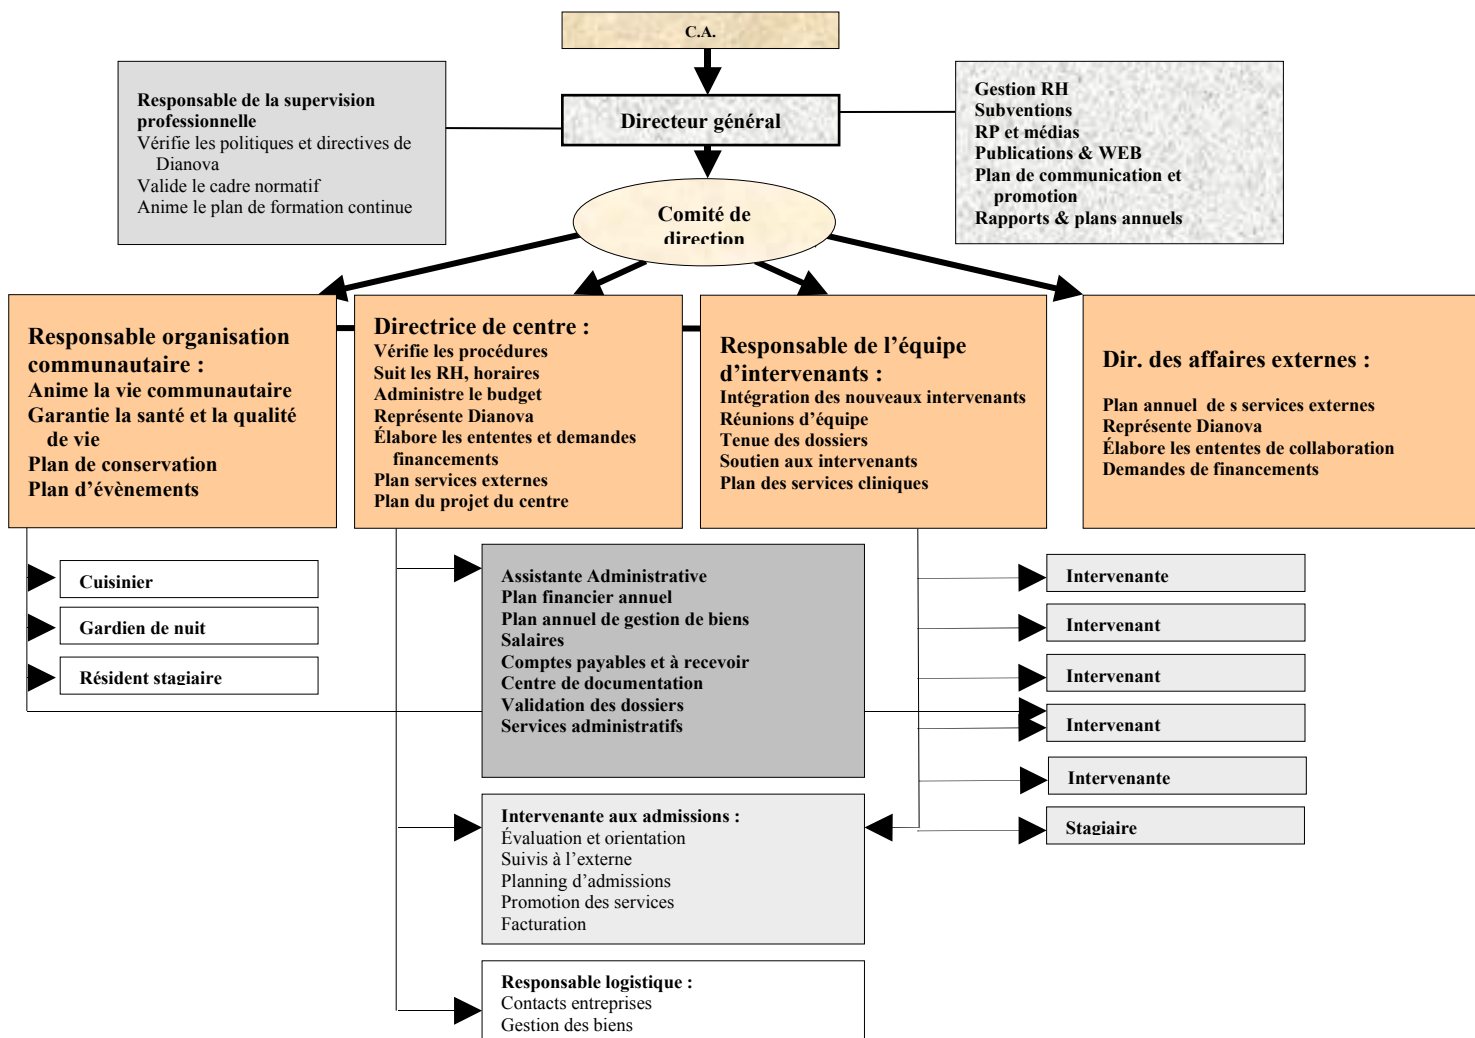 C.A.
Responsable de la supervision
professionnelle
Vérifie les politiques et directives de
Dianova
Valide le cadre normatif
Anime le plan de formation continue
Directeur général
Gestion RH
Subventions
RP et médias
Publications & WEB
Plan de communication et
promotion
Rapports & plans annuels
Comité de
direction
Responsable organisation
communautaire :
Anime la vie communautaire
Garantie la santé et la qualité
de vie
Plan de conservation
Plan d’évènements
Directrice de centre :
Vérifie les procédures
Suit les RH, horaires
Administre le budget
Représente Dianova
Élabore les ententes et demandes
financements
Plan services externes
Plan du projet du centre
Responsable de l’équipe
d’intervenants :
Intégration des nouveaux intervenants
Réunions d’équipe
Tenue des dossiers
Soutien aux intervenants
Plan des services cliniques
Dir. des affaires externes :
Plan annuel  de s services externes
Représente Dianova
Élabore les ententes de collaboration
Demandes de financements
Cuisinier
Gardien de nuit
Résident stagiaire
Assistante Administrative
Plan financier annuel
Plan annuel de gestion de biens
Salaires
Comptes payables et à recevoir
Centre de documentation
Validation des dossiers
Services administratifs
Intervenante aux admissions :
Évaluation et orientation
Suivis à l’externe
Planning d’admissions
Promotion des services
Facturation
Responsable logistique :
Contacts entreprises
Gestion des biens
Intervenante
Intervenant
Intervenant
Intervenant
Intervenante
Stagiaire